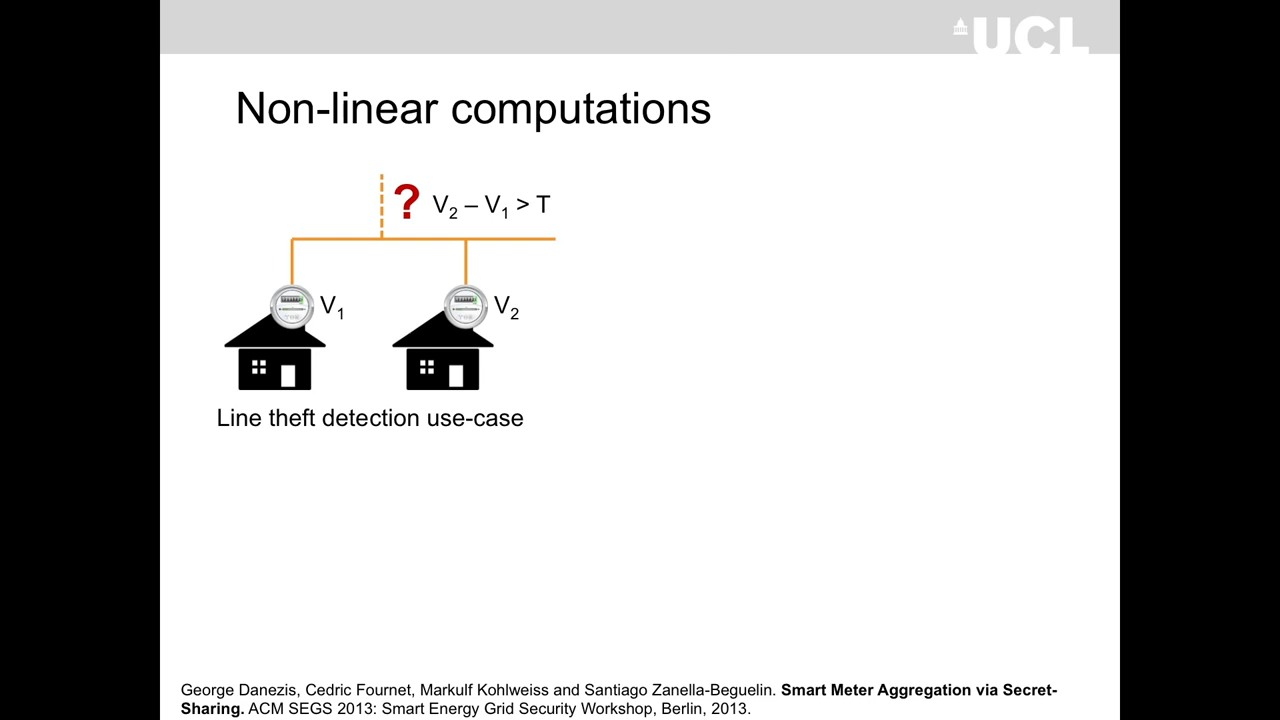 UCL
Non-linear computations
? V₂ – V₁ > T
V₁
V₂
Line theft detection use-case
George Danezis, Cedric Fournet, Markulf Kohlweiss and Santiago Zanella-Beguelin. Smart Meter Aggregation via Secret-
Sharing. ACM SEGS 2013: Smart Energy Grid Security Workshop, Berlin, 2013.